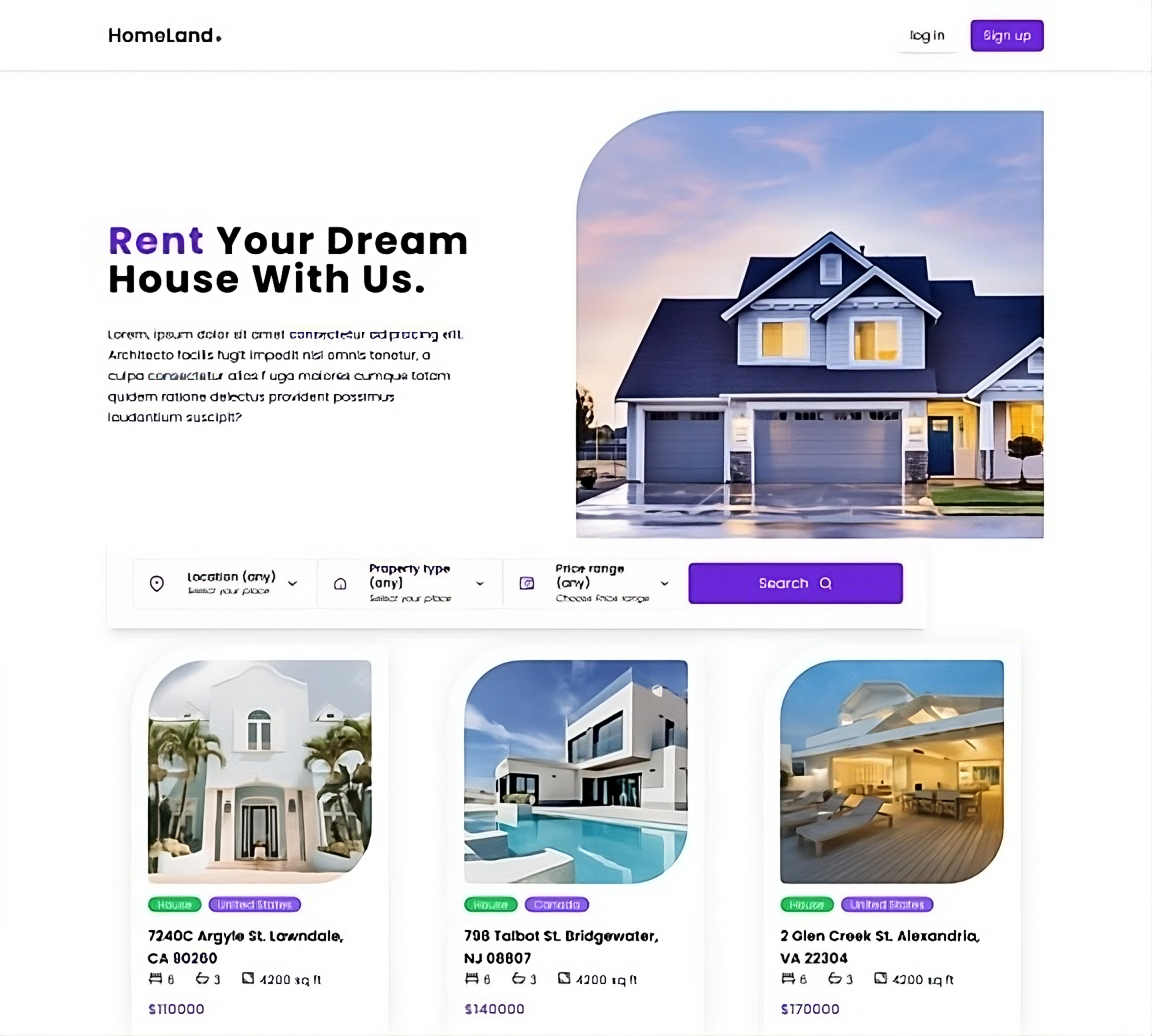 HomeLand.
log in
Sign up
Rent Your Dream
House With Us.
Lorem, ipsum dolor sit amet consectetur adipisicing elit.
Architecto facilis fugit impedit nisi omnis tenetur, a
culpa consectetur alias fuga maiores cumque totam
quidem ratione delectus provident possimus
laudantium suscipit?
Location (any)
Select your place
Property type
(any)
Select your place
Price range
(any)
Choose Price range
Search
House United States
7240C Argyle St. Lawndale,
CA 90260
6 3 4200 sq ft
$110000
House Canada
798 Talbot St. Bridgewater,
NJ 08807
6 3 4200 sq ft
$140000
House United States
2 Glen Creek St. Alexandria,
VA 22304
6 3 4200 sq ft
$170000